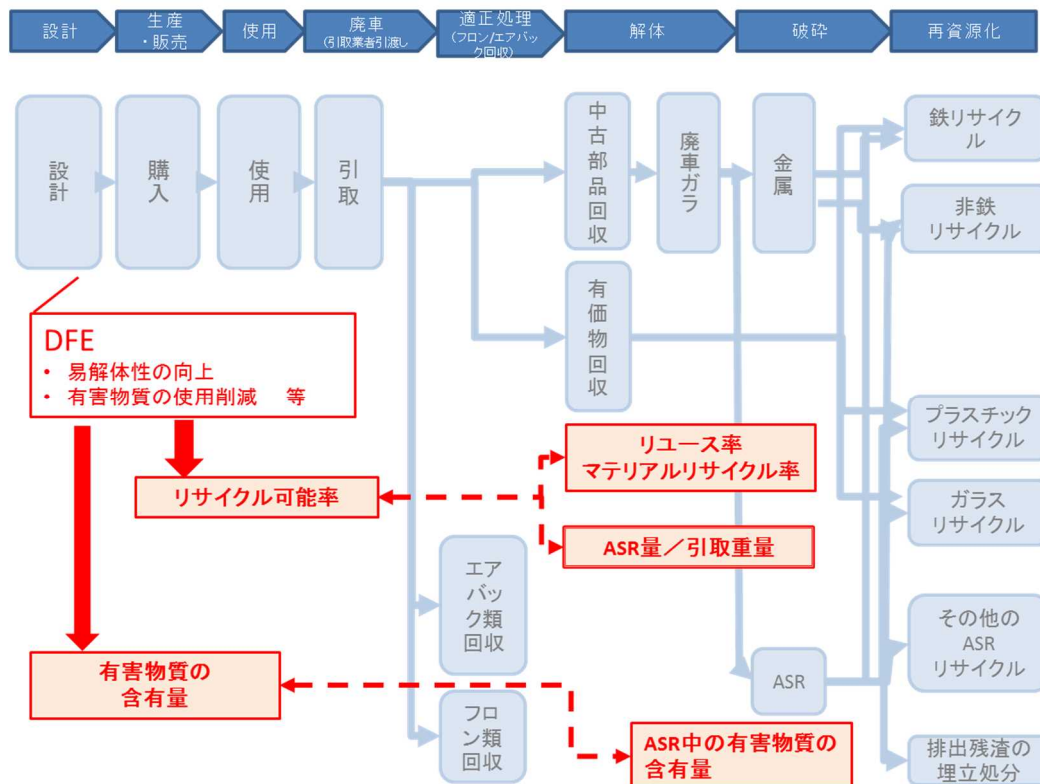 設計
生産
・販売
使用
廃車
(引取業者引渡し
適正処理
(フロン/エアバッ
ク回収)
解体
破砕
再資源化
設計
購入
使用
引取
中古部品回収
廃車ガラ
金属
鉄リサイク
ル
非鉄
リサイクル
有価物回収
DFE
• 易解体性の向上
• 有害物質の使用削減 等
リサイクル可能率
リユース率
マテリアルリサイクル率
ASR量／引取重量
プラスチック
リサイクル
ガラス
リサイクル
エア
バッ
ク類
回収
その他の
ASR
リサイクル
ASR
有害物質の
含有量
フロ
ン類
回収
ASR中の有害物質の
含有量
排出残渣の
埋立処分